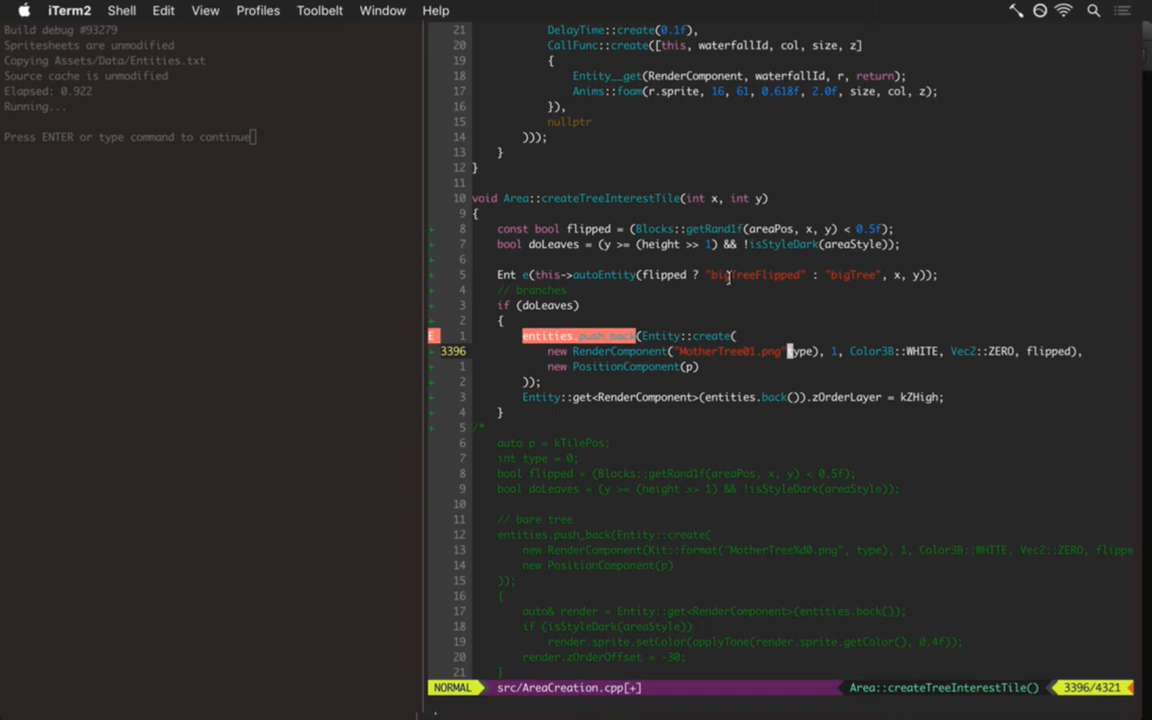 iTerm2 Shell Edit View Profiles Toolbelt Window Help
Build debug #93279
Spritesheets are unmodified
Copying Assets/Data/Entities.txt
Source cache is unmodified
Elapsed: 0.922
Running...
Press ENTER or type command to continue
21 DelayTime::create(0.1f),
20 CallFunc::create([this, waterfallId, col, size, z]
19 {
18 Entity__get(RenderComponent, waterfallId, r, return);
17 Anims::foam(r.sprite, 16, 61, 0.618f, 2.0f, size, col, z);
16 }),
15 nullptr
14 )));
13 }
12 }
11
10 void Area::createTreeInterestTile(int x, int y)
9 {
+ 8 const bool flipped = (Blocks::getRand1f(areaPos, x, y) < 0.5f);
+ 7 bool doLeaves = (y >= (height >> 1) && !isStyleDark(areaStyle));
+ 6
+ 5 Ent e(this->autoEntity(flipped ? "bigTreeFlipped" : "bigTree", x, y));
+ 4 // branches
+ 3 if (doLeaves)
+ 2 {
E 1 entities.push_back(Entity::create(
+ 3396 new RenderComponent("MotherTree01.png" type), 1, Color3B::WHITE, Vec2::ZERO, flipped),
+ 1 new PositionComponent(p)
+ 2 ));
+ 3 Entity::get<RenderComponent>(entities.back()).zOrderLayer = kZHigh;
+ 4 }
+ 5 /*
6 auto p = kTilePos;
7 int type = 0;
8 bool flipped = (Blocks::getRand1f(areaPos, x, y) < 0.5f);
9 bool doLeaves = (y >= (height >> 1) && !isStyleDark(areaStyle));
10
11 // bare tree
12 entities.push_back(Entity::create(
13 new RenderComponent(Kit::format("MotherTree%d0.png", type), 1, Color3B::WHITE, Vec2::ZERO, flippe
14 new PositionComponent(p)
15 ));
16 {
17 auto& render = Entity::get<RenderComponent>(entities.back());
18 if (isStyleDark(areaStyle))
19 render.sprite.setColor(applyTone(render.sprite.getColor(), 0.4f));
20 render.zOrderOffset = -30;
21 }
NORMAL src/AreaCreation.cpp[+] Area::createTreeInterestTile() 3396/4321